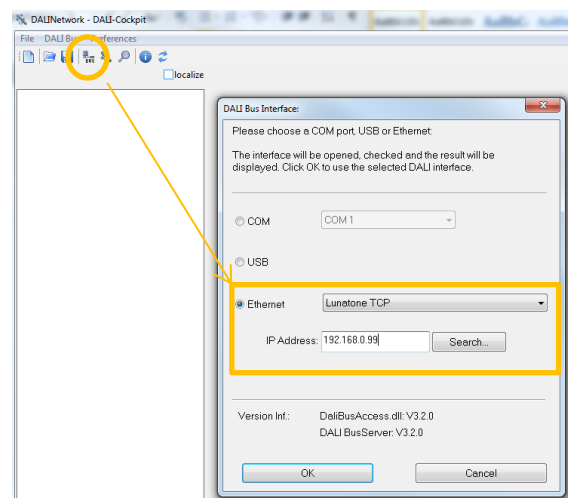 DALINetwork - DALI-Cockpit
File DALI Bus Preferences
localize
DALI Bus Interface:
Please choose a COM port, USB or Ethernet.
The interface will be opened, checked and the result will be
displayed. Click OK to use the selected DALI interface.
COM COM 1
USB
Ethernet Lunatone TCP
IP Address: 192.168.0.99 Search...
Version Inf.: DaliBusAccess.dll: V3.2.0
DALI BusServer: V3.2.0
OK Cancel